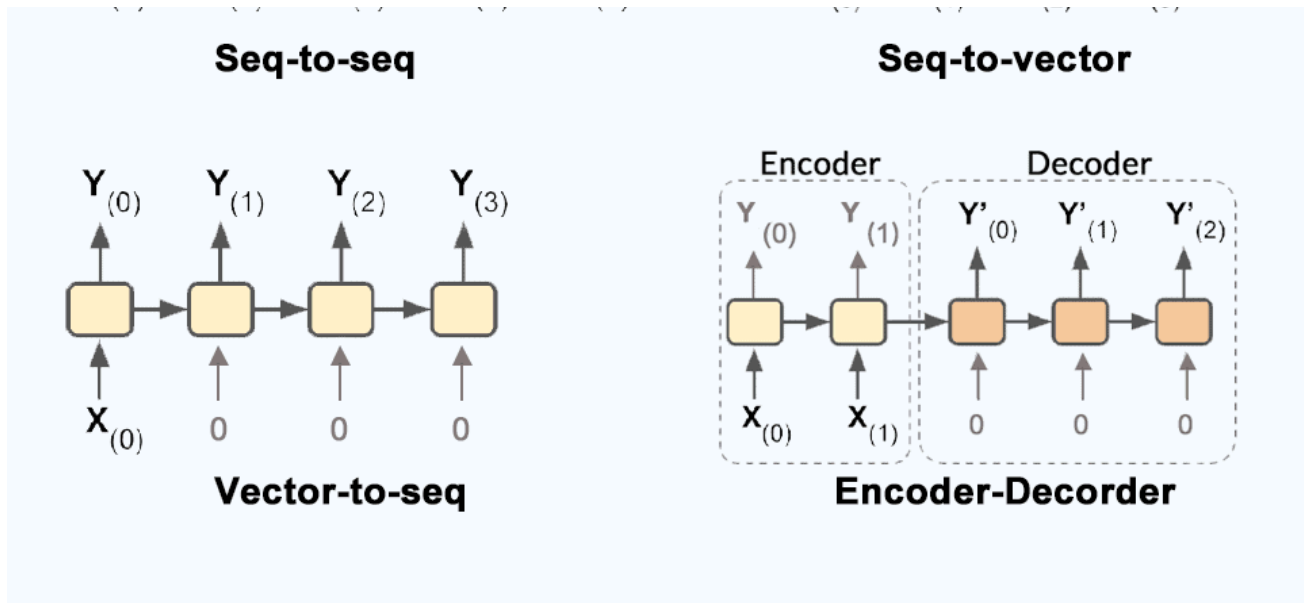 Seq-to-seq
Seq-to-vector
Y(0) Y(1) Y(2) Y(3)
X(0) 0 0 0
Vector-to-seq
Encoder Decoder
Y(0) Y(1) Y’(0) Y’(1) Y’(2)
X(0) X(1) 0 0 0
Encoder-Decorder